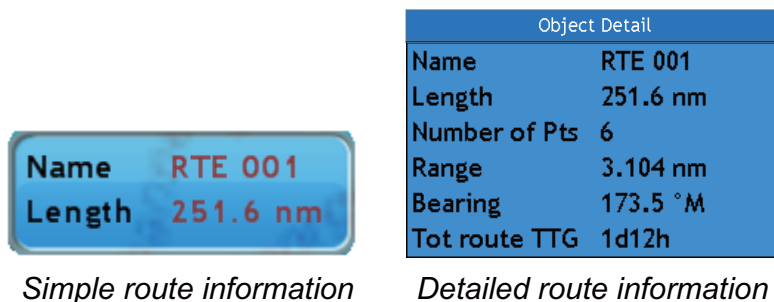 Name RTE 001
Length 251.6 nm
Simple route information
Object Detail
Name RTE 001
Length 251.6 nm
Number of Pts 6
Range 3.104 nm
Bearing 173.5 °M
Tot route TTG 1d12h
Detailed route information